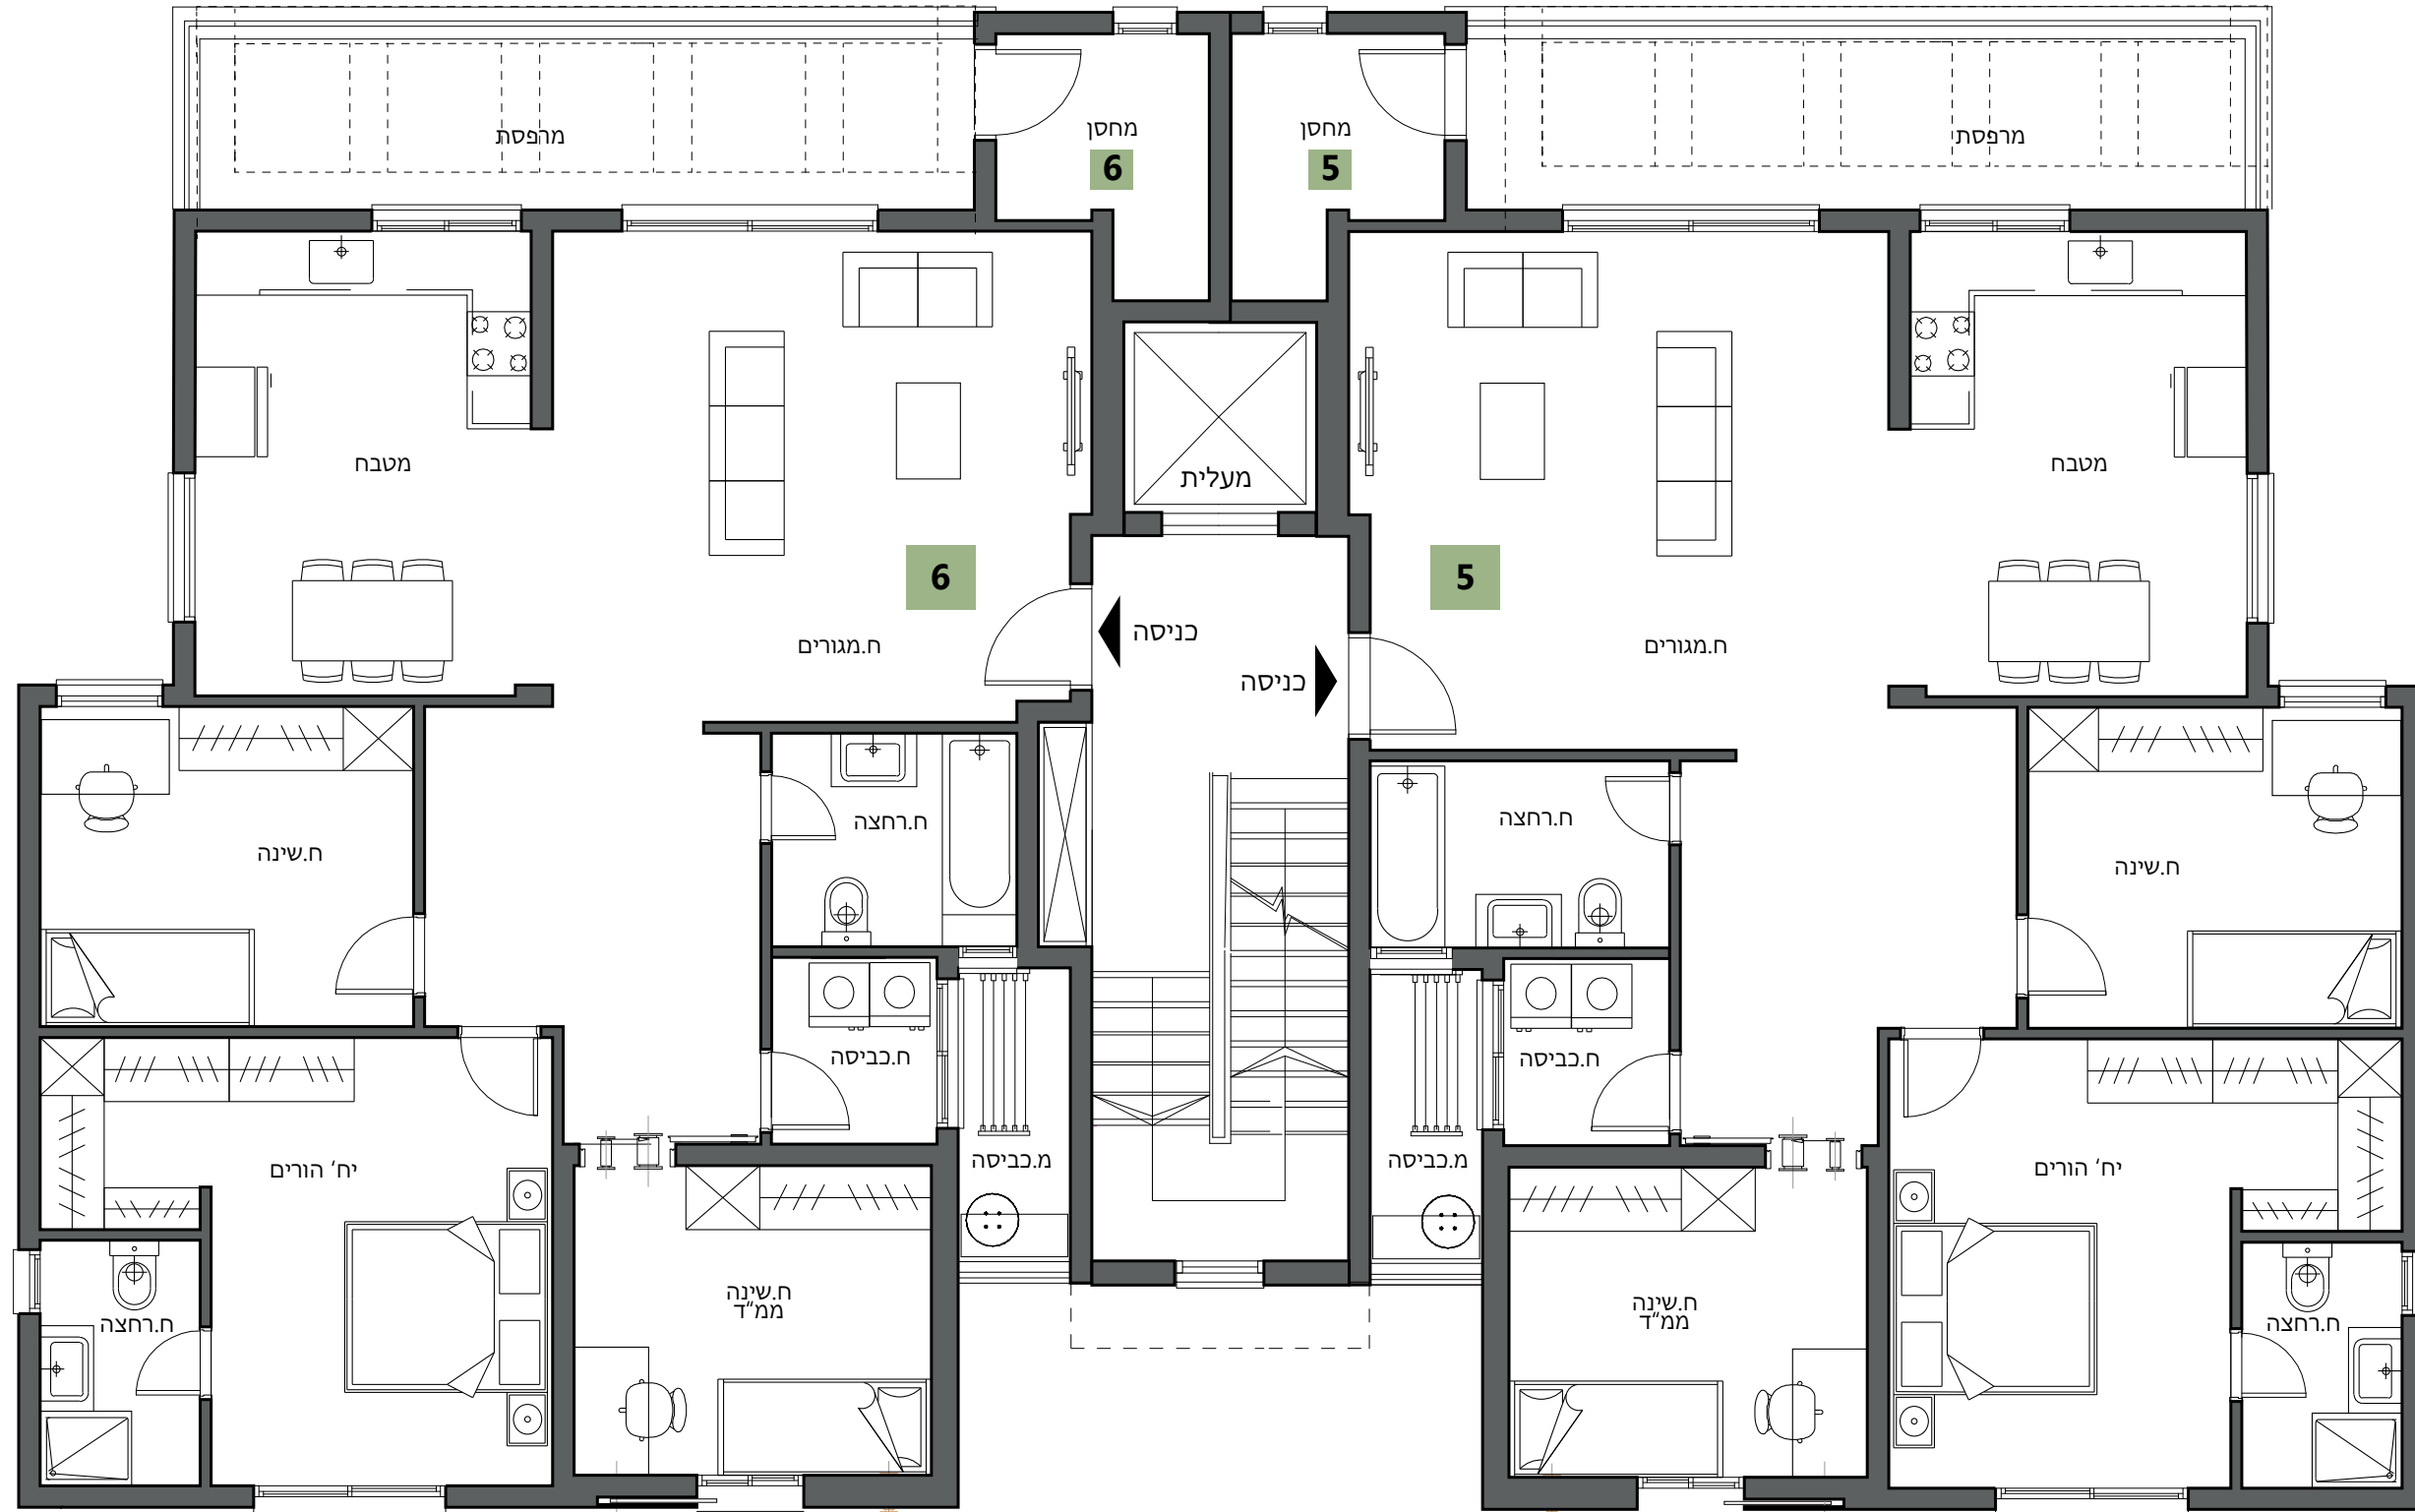 מחסן
מחסן
מרפסת
מרפסת
6
5
מטבח
מטבח
מעלית
6
5
כניסה
ח.מגורים
ח.מגורים
כניסה
ח.רחצה
ח.רחצה
ח.שינה
ח.שינה
ח.כביסה
ח.כביסה
מ.כביסה
מ.כביסה
יח' הורים
יח' הורים
ח.שינה
ממ"ד
ח.שינה
ממ"ד
ח.רחצה
ח.רחצה